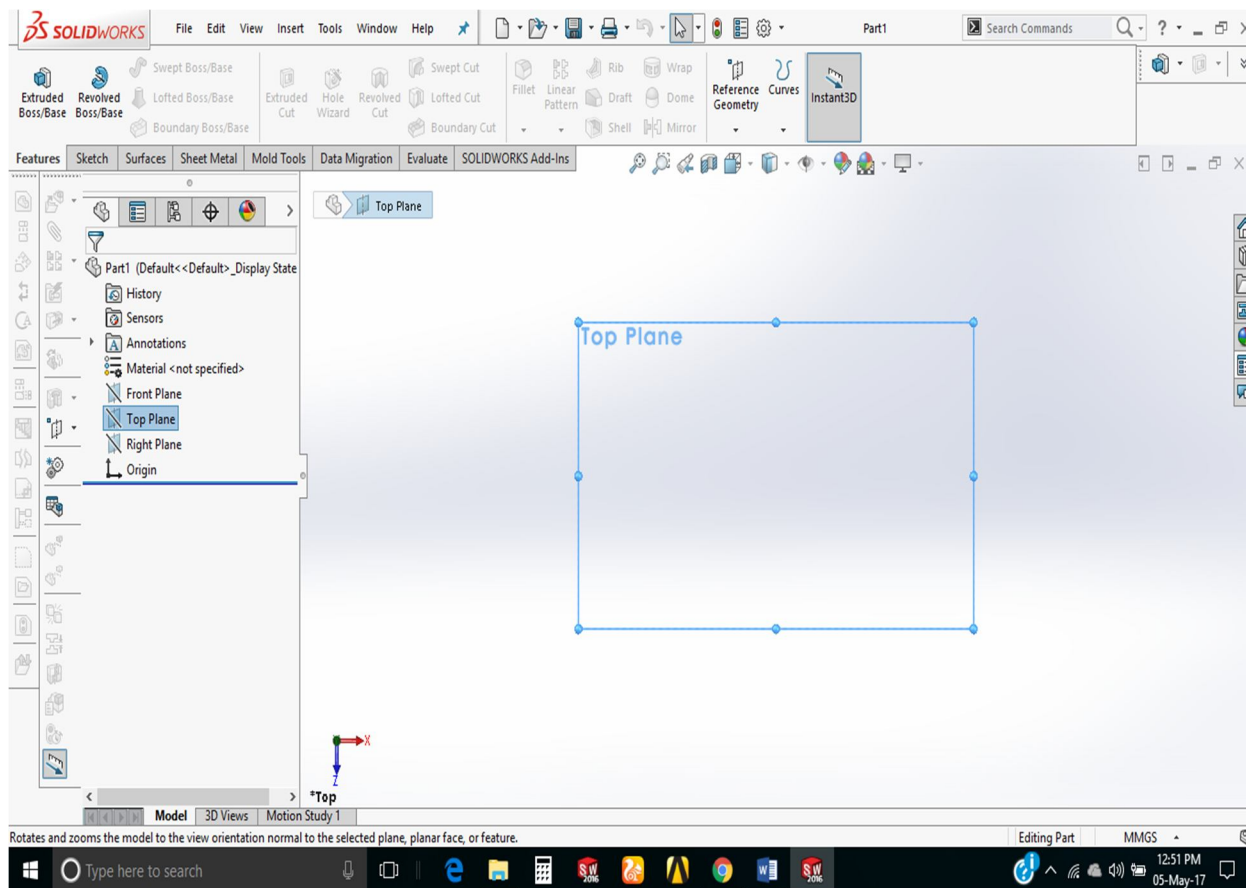 SOLIDWORKS File Edit View Insert Tools Window Help Part1 Search Commands ?
Extruded Boss/Base
Revolved Boss/Base
Swept Boss/Base
Lofted Boss/Base
Boundary Boss/Base
Extruded Cut
Hole Wizard
Revolved Cut
Swept Cut
Lofted Cut
Boundary Cut
Fillet
Linear Pattern
Rib
Draft
Shell
Wrap
Dome
Mirror
Reference Geometry
Curves
Instant3D
Features Sketch Surfaces Sheet Metal Mold Tools Data Migration Evaluate SOLIDWORKS Add-Ins
Top Plane
Part1 (Default<<Default>_Display State
History
Sensors
Annotations
Material <not specified>
Front Plane
Top Plane
Right Plane
Origin
Top Plane
X
Z
*Top
Model 3D Views Motion Study 1
Rotates and zooms the model to the view orientation normal to the selected plane, planar face, or feature. Editing Part MMGS
Type here to search
SW 2016
SW 2016
12:51 PM
05-May-17